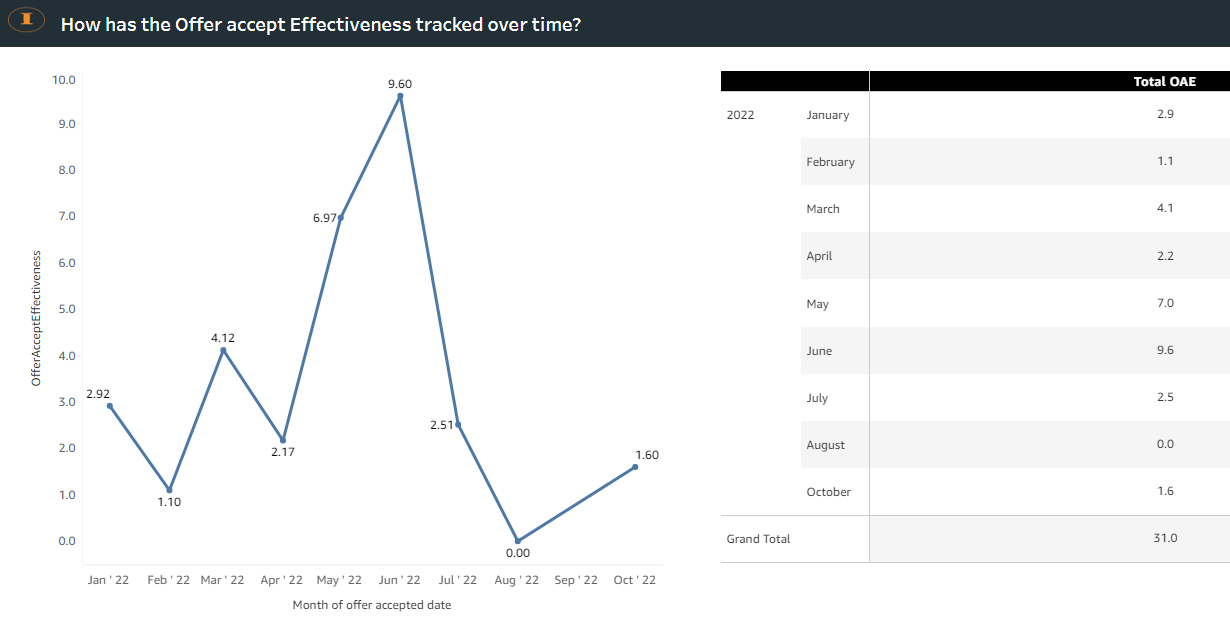 I
How has the Offer accept Effectiveness tracked over time?
OfferAcceptEffectiveness
10.0
9.0
8.0
7.0
6.0
5.0
4.0
3.0
2.0
1.0
0.0
2.92
1.10
4.12
2.17
6.97
9.60
2.51
0.00
1.60
Jan ' 22 Feb ' 22 Mar ' 22 Apr ' 22 May ' 22 Jun ' 22 Jul ' 22 Aug ' 22 Sep ' 22 Oct ' 22
Month of offer accepted date
Total OAE
2022 January 2.9
February 1.1
March 4.1
April 2.2
May 7.0
June 9.6
July 2.5
August 0.0
October 1.6
Grand Total 31.0